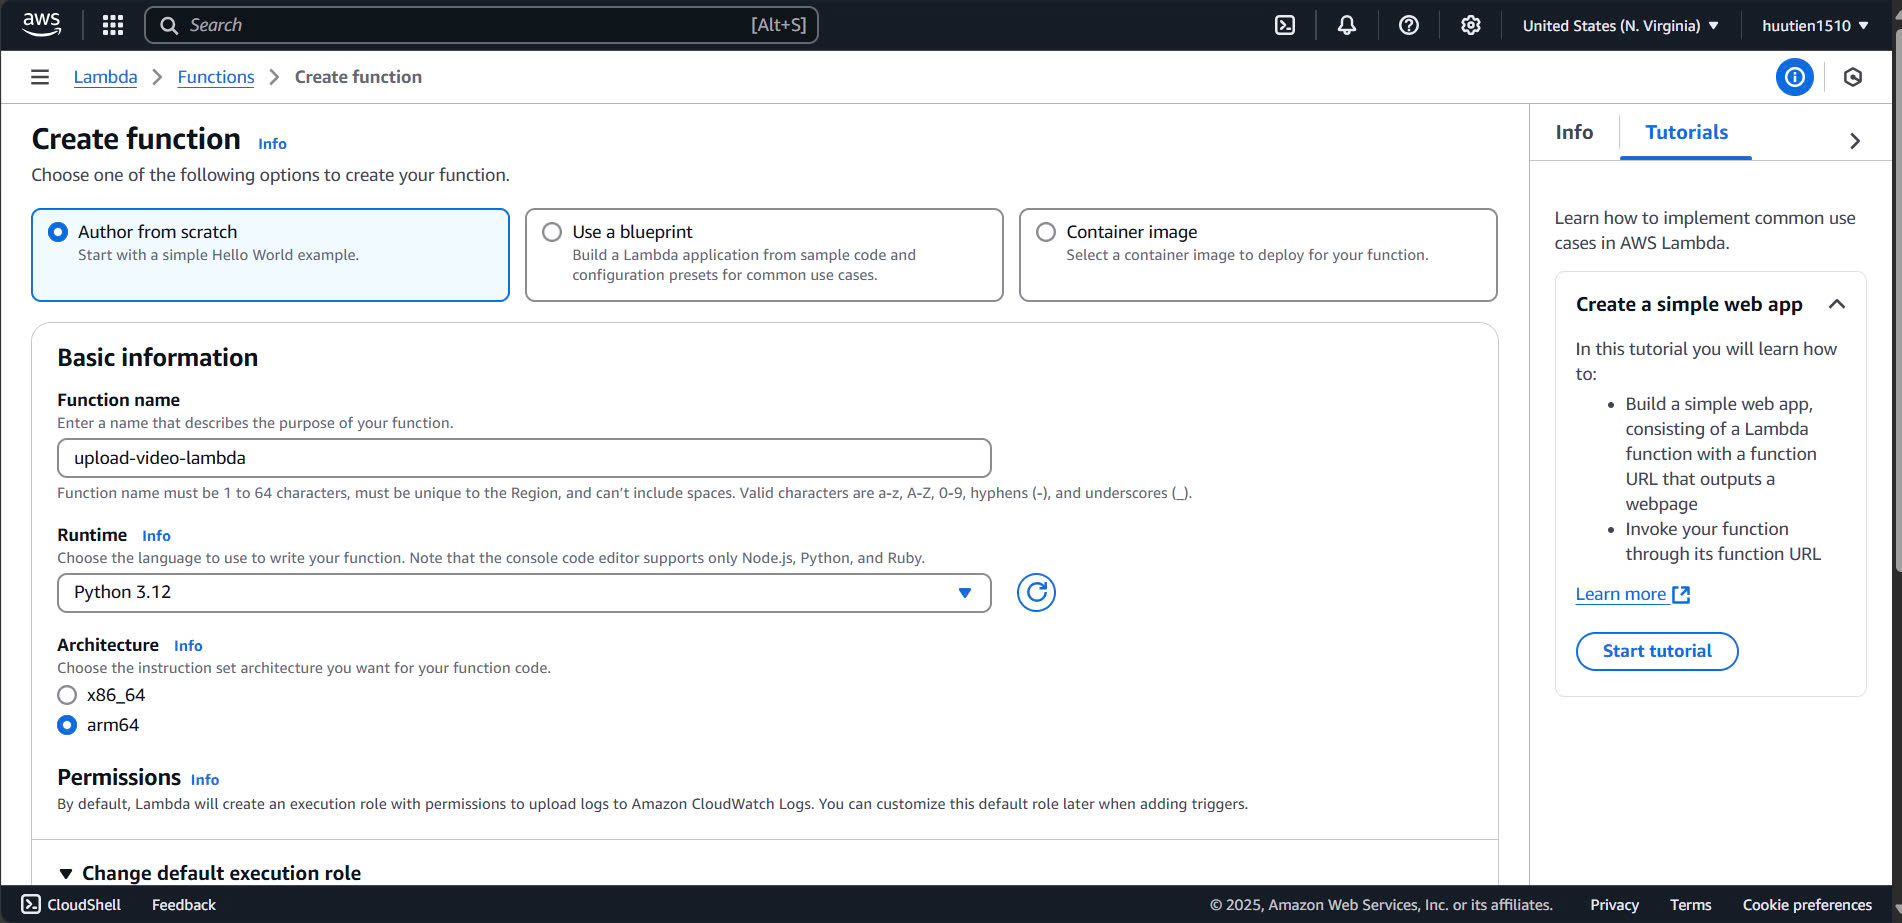 aws
Search
[Alt+S]
United States (N. Virginia)
huutien1510
Lambda
Functions
Create function
Create function
Info
Choose one of the following options to create your function.
Author from scratch
Start with a simple Hello World example.
Use a blueprint
Build a Lambda application from sample code and
configuration presets for common use cases.
Container image
Select a container image to deploy for your function.
Basic information
Function name
Enter a name that describes the purpose of your function.
upload-video-lambda
Function name must be 1 to 64 characters, must be unique to the Region, and can't include spaces. Valid characters are a-z, A-Z, 0-9, hyphens (-), and underscores (_).
Runtime Info
Choose the language to use to write your function. Note that the console code editor supports only Node.js, Python, and Ruby.
Python 3.12
Architecture Info
Choose the instruction set architecture you want for your function code.
x86_64
arm64
Permissions Info
By default, Lambda will create an execution role with permissions to upload logs to Amazon CloudWatch Logs. You can customize this default role later when adding triggers.
Change default execution role
Info
Tutorials
Learn how to implement common use
cases in AWS Lambda.
Create a simple web app
In this tutorial you will learn how
to:
• Build a simple web app,
consisting of a Lambda
function with a function
URL that outputs a
webpage
• Invoke your function
through its function URL
Learn more
Start tutorial
CloudShell
Feedback
© 2025, Amazon Web Services, Inc. or its affiliates.
Privacy
Terms
Cookie preferences